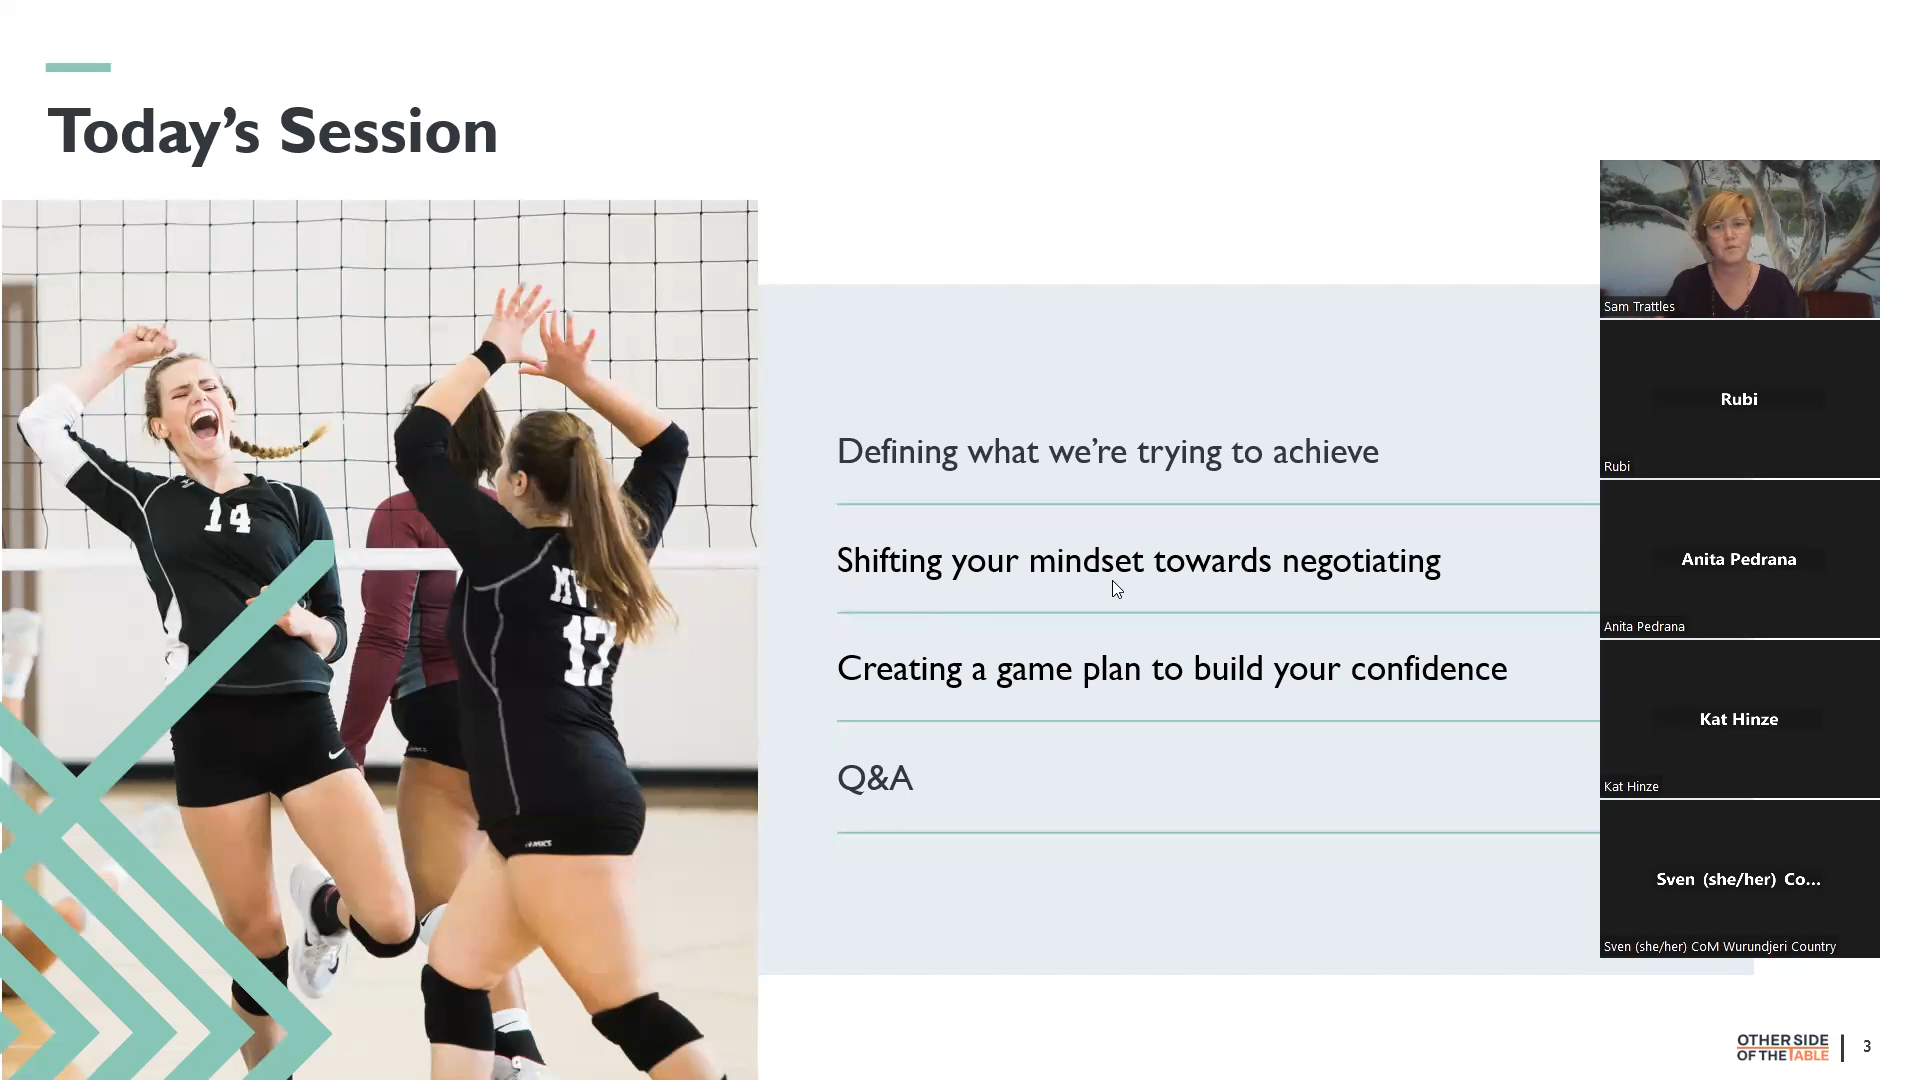 Today's Session
14
17
Defining what we're trying to achieve
Shifting your mindset towards negotiating
Creating a game plan to build your confidence
Q&A
Sam Trattles
Rubi
Rubi
Anita Pedrana
Anita Pedrana
Kat Hinze
Kat Hinze
Sven (she/her) Co...
Sven (she/her) CoM Wurundjeri Country
OTHER SIDE
OF THE TABLE
3